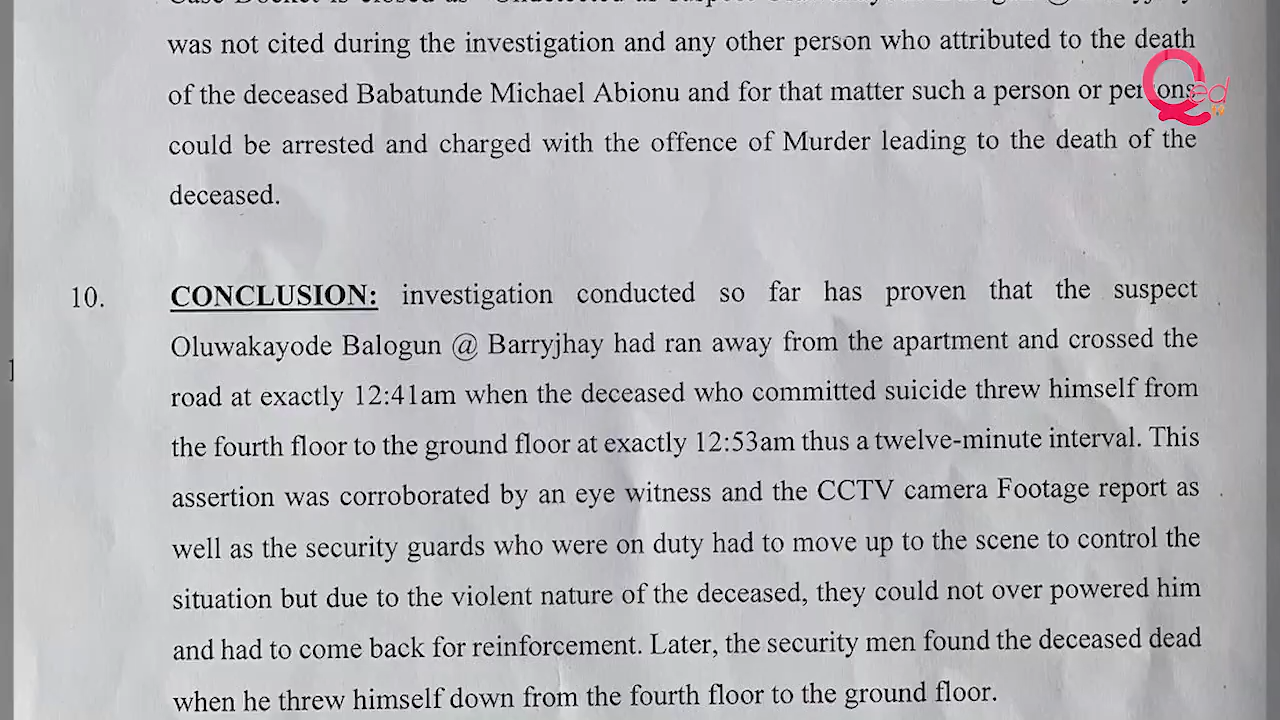 was not cited during the investigation and any other person who attributed to the death
of the deceased Babatunde Michael Abionu and for that matter such a person or persons
could be arrested and charged with the offence of Murder leading to the death of the
deceased.
10. CONCLUSION: investigation conducted so far has proven that the suspect
Oluwakayode Balogun @ Barryjhay had ran away from the apartment and crossed the
road at exactly 12:41am when the deceased who committed suicide threw himself from
the fourth floor to the ground floor at exactly 12:53am thus a twelve-minute interval. This
assertion was corroborated by an eye witness and the CCTV camera Footage report as
well as the security guards who were on duty had to move up to the scene to control the
situation but due to the violent nature of the deceased, they could not over powered him
and had to come back for reinforcement. Later, the security men found the deceased dead
when he threw himself down from the fourth floor to the ground floor.
Qed